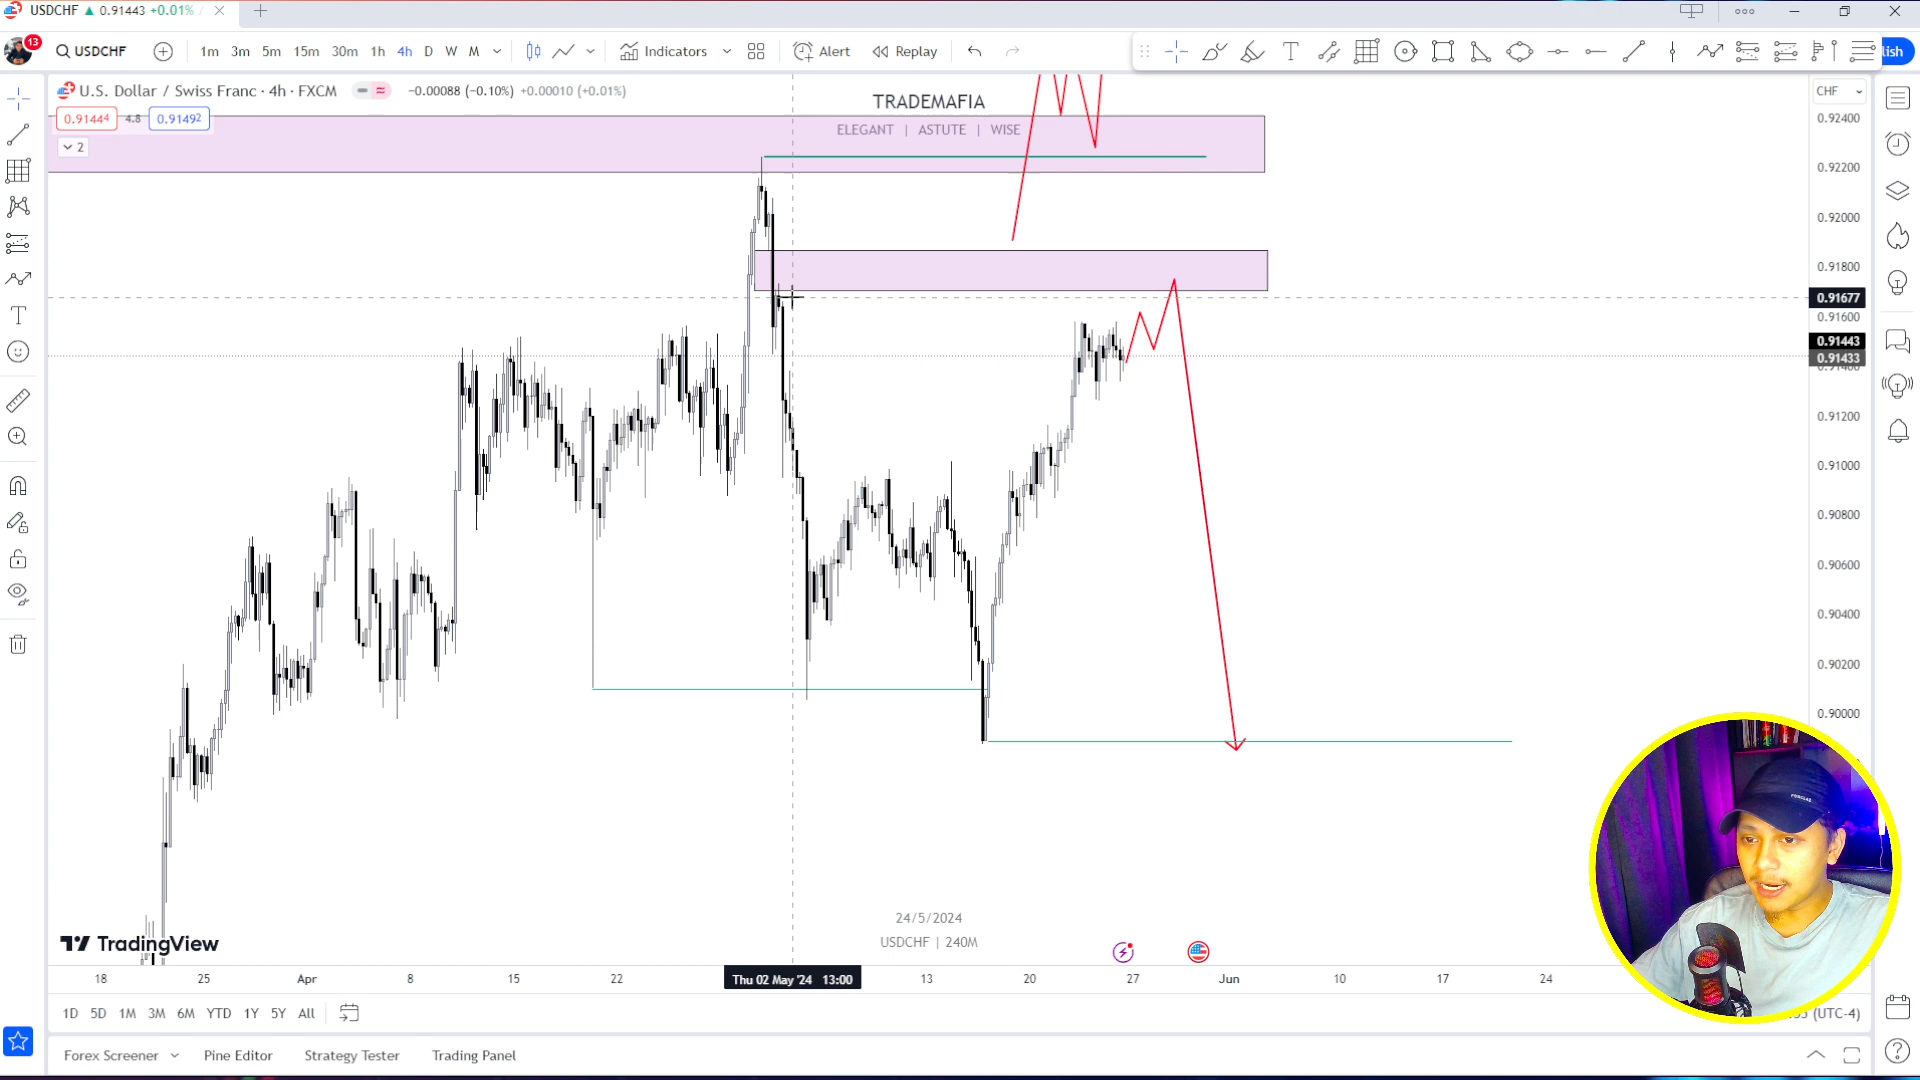 USDCHF ▲ 0.91443 +0.01% /
13
USDCHF
1m 3m 5m 15m 30m 1h 4h D W M
Indicators
Alert
Replay
lish
U.S. Dollar / Swiss Franc · 4h · FXCM
−0.00088 (−0.10%) +0.00010 (+0.01%)
0.91444 4.8 0.91492
2
TRADEMAFIA
ELEGANT | ASTUTE | WISE
CHF
0.92400
0.92200
0.92000
0.91800
0.91677
0.91600
0.91443
0.91433
0.91400
0.91200
0.91000
0.90800
0.90600
0.90400
0.90200
0.90000
24/5/2024
USDCHF | 240M
TradingView
18 25 Apr 8 15 22 Thu 02 May '24 13:00 13 20 27 Jun 10 17 24
1D 5D 1M 3M 6M YTD 1Y 5Y All
(UTC-4)
Forex Screener Pine Editor Strategy Tester Trading Panel